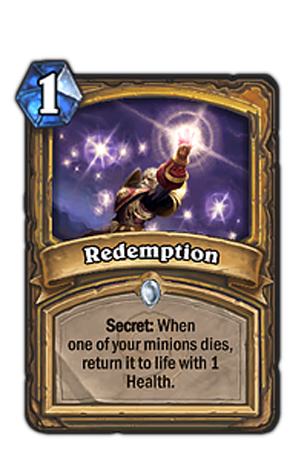 1
Redemption
Secret: When
one of your minions dies,
return it to life with 1
Health.